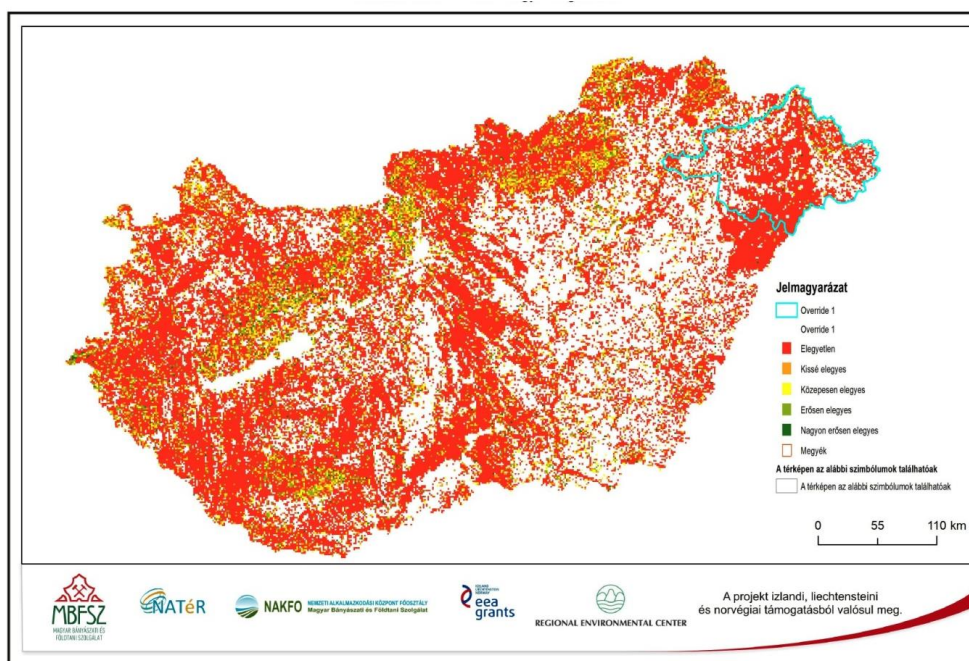 Jelmagyarázat
Override 1
Override 1
Elegyetlen
Kissé elegyes
Közepesen elegyes
Erősen elegyes
Nagyon erősen elegyes
Megyék
A térképen az alábbi szimbólumok találhatóak
A térképen az alábbi szimbólumok találhatóak
0 55 110 km
MBFSZ
MAGYAR BÁNYÁSZATI ÉS
FÖLDTANI SZOLGÁLAT
NATéR
NAKFO
NEMZETI ALKALMAZKODÁSI KÖZPONT FŐOSZTÁLY
Magyar Bányászati és Földtani Szolgálat
ICELAND
LIECHTENSTEIN
NORWAY
eea
grants
REGIONAL ENVIRONMENTAL CENTER
A projekt izlandi, liechtensteini
és norvégiai támogatásból valósul meg.